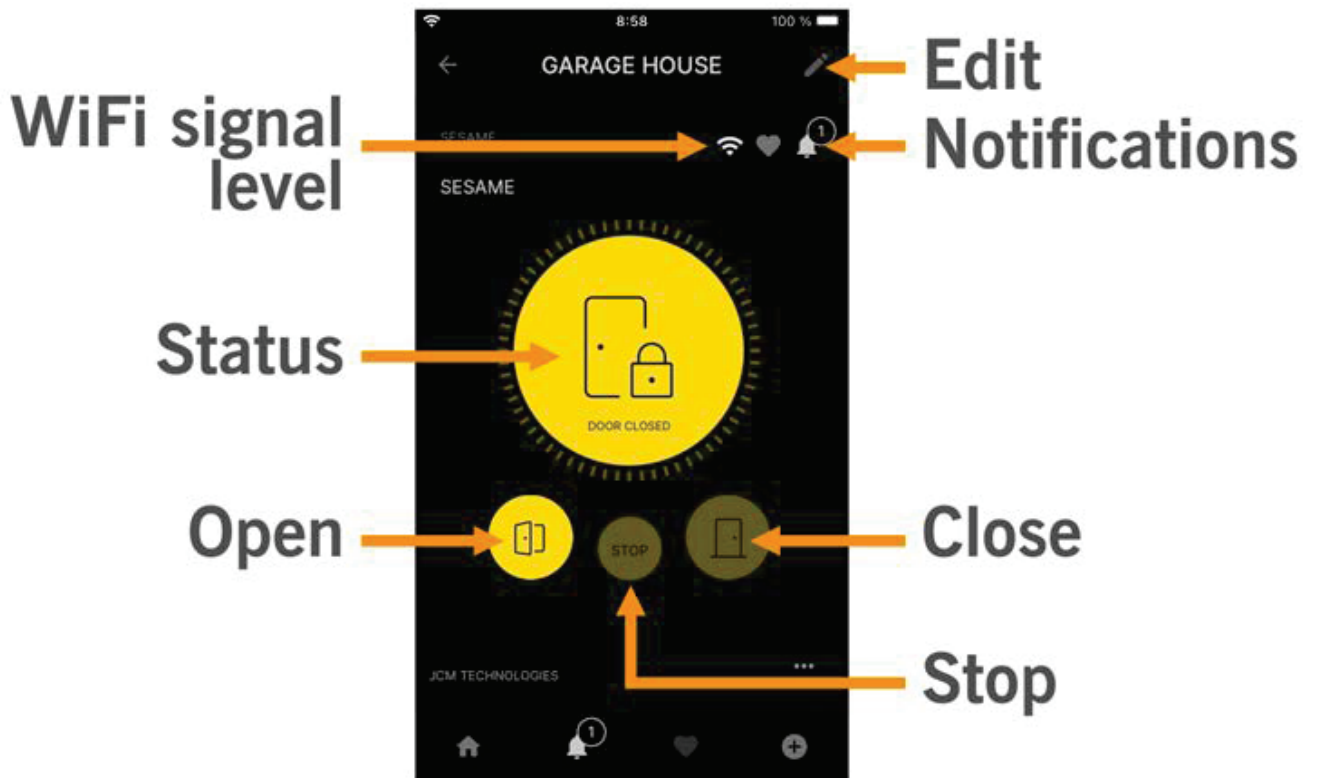 8:58
100 %
GARAGE HOUSE
Edit
WiFi signal
level
SESAME
1
Notifications
SESAME
Status
DOOR CLOSED
Open
STOP
Close
JCM TECHNOLOGIES
...
Stop
1